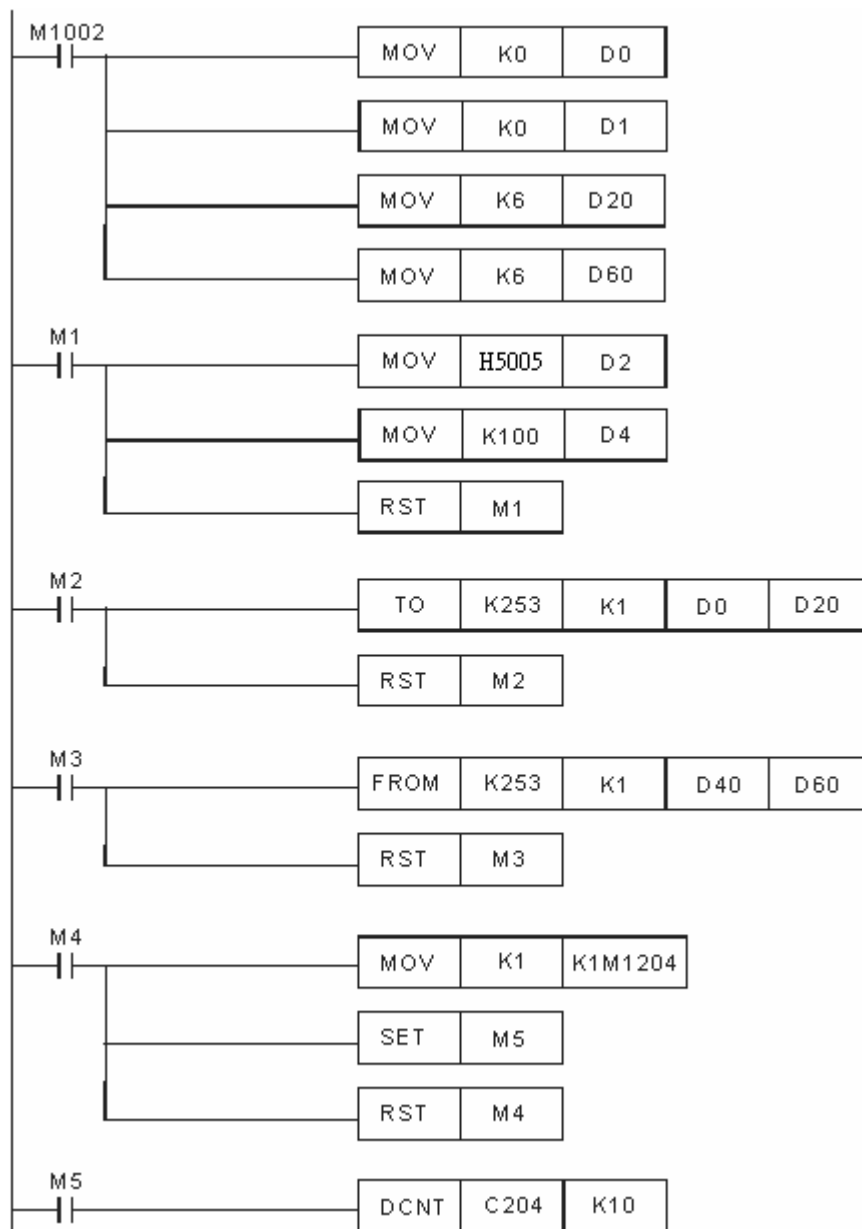 M1002
MOV K0 D0
MOV K0 D1
MOV K6 D20
MOV K6 D60
M1
MOV H5005 D2
MOV K100 D4
RST M1
M2
TO K253 K1 D0 D20
RST M2
M3
FROM K253 K1 D40 D60
RST M3
M4
MOV K1 K1M1204
SET M5
RST M4
M5
DCNT C204 K10